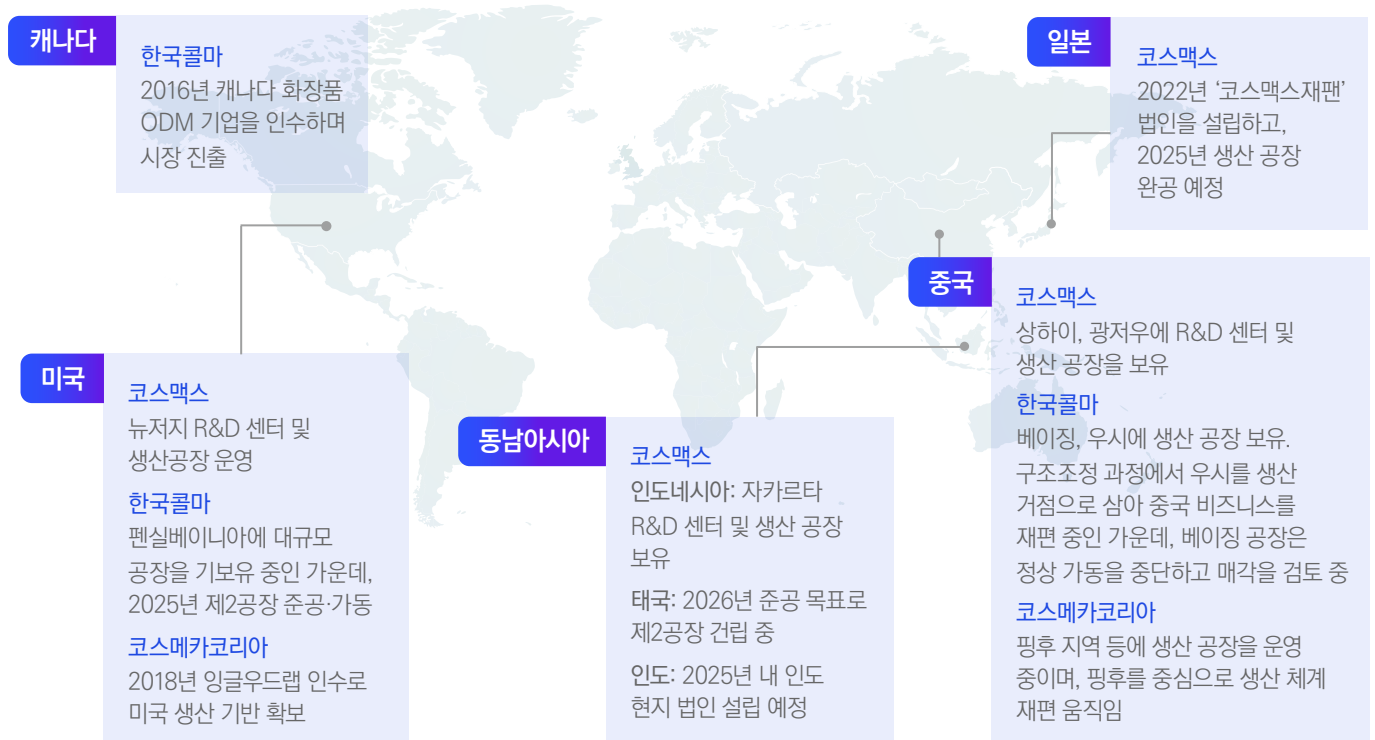 캐나다
한국콜마
2016년 캐나다 화장품
ODM 기업을 인수하며
시장 진출
일본
코스맥스
2022년 ‘코스맥스재팬’
법인을 설립하고,
2025년 생산 공장
완공 예정
미국
코스맥스
뉴저지 R&D 센터 및
생산공장 운영
한국콜마
펜실베이니아에 대규모
공장을 기보유 중인 가운데,
2025년 제2공장 준공·가동
코스메카코리아
2018년 잉글우드랩 인수로
미국 생산 기반 확보
동남아시아
코스맥스
인도네시아: 자카르타
R&D 센터 및 생산 공장
보유
태국: 2026년 준공 목표로
제2공장 건립 중
인도: 2025년 내 인도
현지 법인 설립 예정
중국
코스맥스
상하이, 광저우에 R&D 센터 및
생산 공장을 보유
한국콜마
베이징, 우시에 생산 공장 보유.
구조조정 과정에서 우시를 생산
거점으로 삼아 중국 비즈니스를
재편 중인 가운데, 베이징 공장은
정상 가동을 중단하고 매각을 검토 중
코스메카코리아
핑후 지역 등에 생산 공장을 운영
중이며, 핑후를 중심으로 생산 체계
재편 움직임